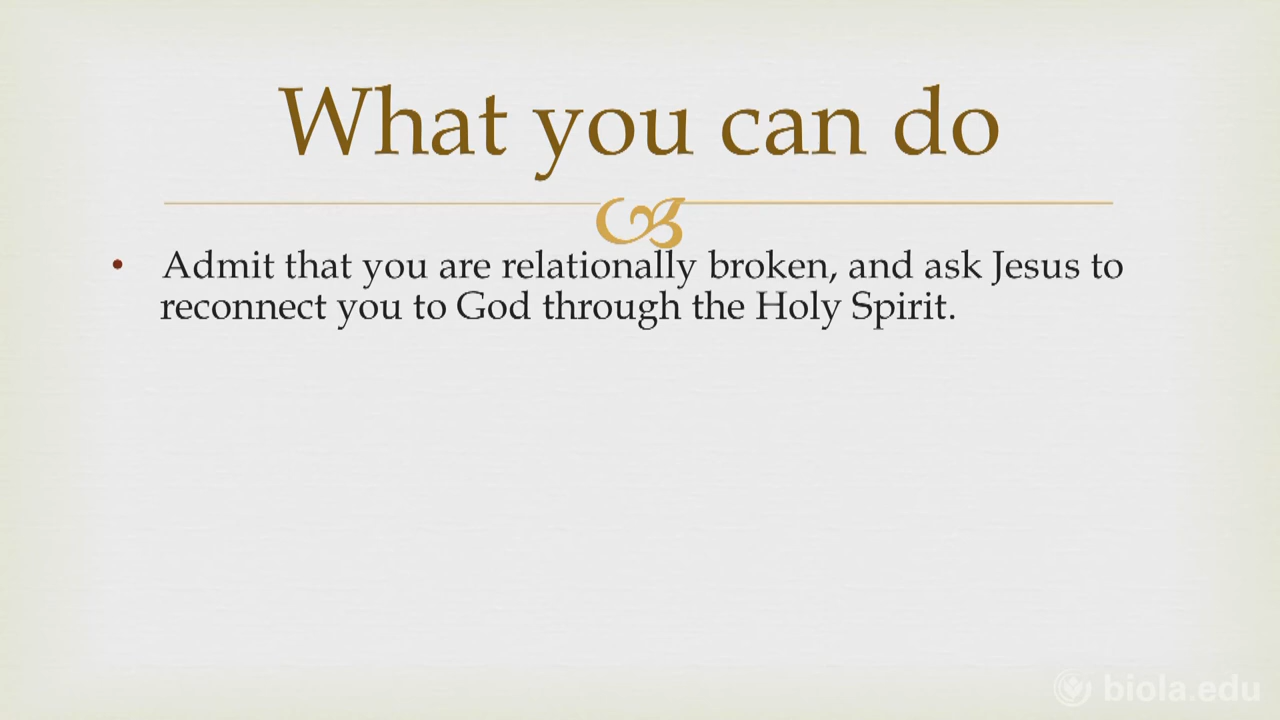 What you can do
• Admit that you are relationally broken, and ask Jesus to
reconnect you to God through the Holy Spirit.
biola.edu